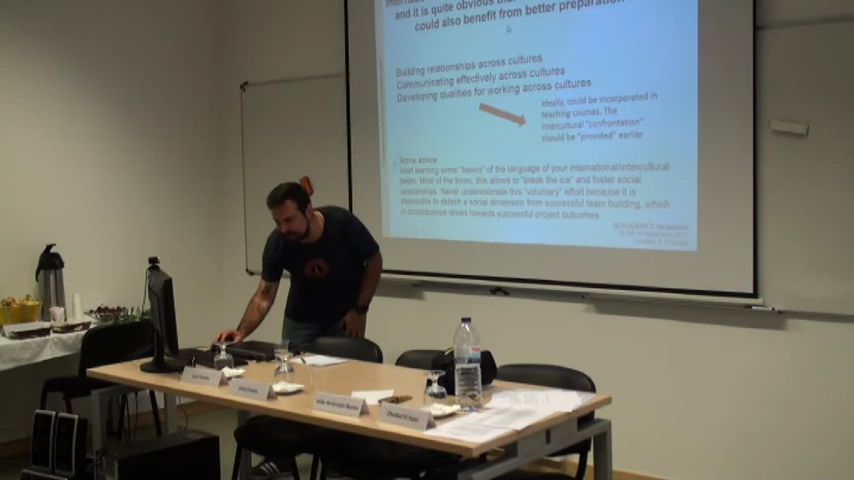 and it is quite obvious that
could also benefit from better preparation
Building relationships across cultures
Communicating effectively across cultures
Developing qualities for working across cultures
Ideally, could be incorporated in
teaching courses. The
intercultural "confrontation"
should be "provided" earlier
Some advise
Start learning some "basics" of the language of your international/intercultural
peers. Most of the times, this allows to "break the ice" and foster social
relationships. Never underestimate this "voluntary" effort because it is
impossible to detach a social dimension from successful team building, which
in consequence drives towards successful project outcomes